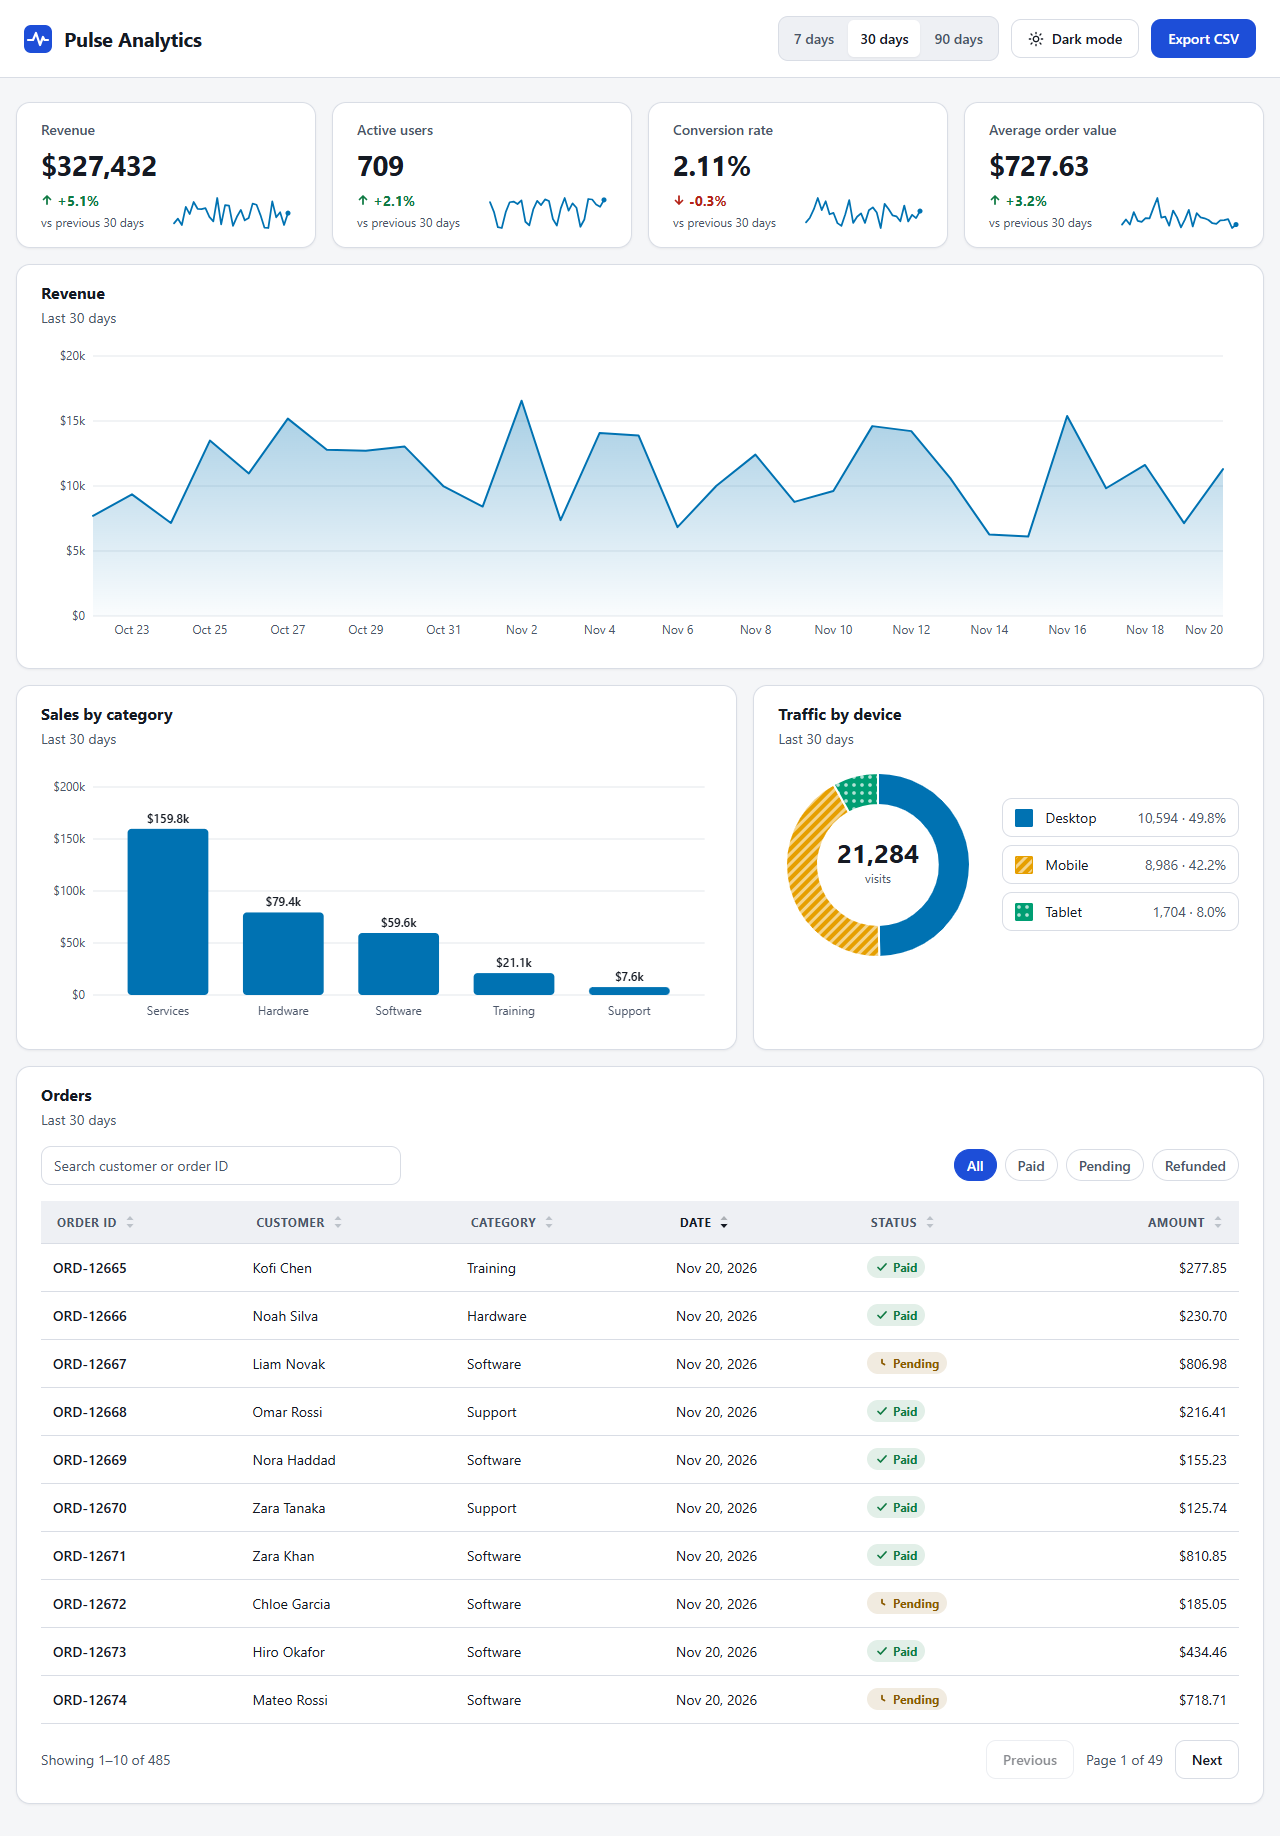 Pulse Analytics
7 days 30 days 90 days Dark mode Export CSV
Revenue
$327,432
+5.1%
vs previous 30 days
Active users
709
+2.1%
vs previous 30 days
Conversion rate
2.11%
-0.3%
vs previous 30 days
Average order value
$727.63
+3.2%
vs previous 30 days
Revenue
Last 30 days
$20k
$15k
$10k
$5k
$0
Oct 23 Oct 25 Oct 27 Oct 29 Oct 31 Nov 2 Nov 4 Nov 6 Nov 8 Nov 10 Nov 12 Nov 14 Nov 16 Nov 18 Nov 20
Sales by category
Last 30 days
$200k
$150k
$100k
$50k
$0
$159.8k
$79.4k
$59.6k
$21.1k
$7.6k
Services Hardware Software Training Support
Traffic by device
Last 30 days
21,284
visits
Desktop 10,594 · 49.8%
Mobile 8,986 · 42.2%
Tablet 1,704 · 8.0%
Orders
Last 30 days
Search customer or order ID
All Paid Pending Refunded
ORDER ID CUSTOMER CATEGORY DATE STATUS AMOUNT
ORD-12665 Kofi Chen Training Nov 20, 2026 Paid $277.85
ORD-12666 Noah Silva Hardware Nov 20, 2026 Paid $230.70
ORD-12667 Liam Novak Software Nov 20, 2026 Pending $806.98
ORD-12668 Omar Rossi Support Nov 20, 2026 Paid $216.41
ORD-12669 Nora Haddad Software Nov 20, 2026 Paid $155.23
ORD-12670 Zara Tanaka Support Nov 20, 2026 Paid $125.74
ORD-12671 Zara Khan Software Nov 20, 2026 Paid $810.85
ORD-12672 Chloe Garcia Software Nov 20, 2026 Pending $185.05
ORD-12673 Hiro Okafor Software Nov 20, 2026 Paid $434.46
ORD-12674 Mateo Rossi Software Nov 20, 2026 Pending $718.71
Showing 1–10 of 485
Previous Page 1 of 49 Next